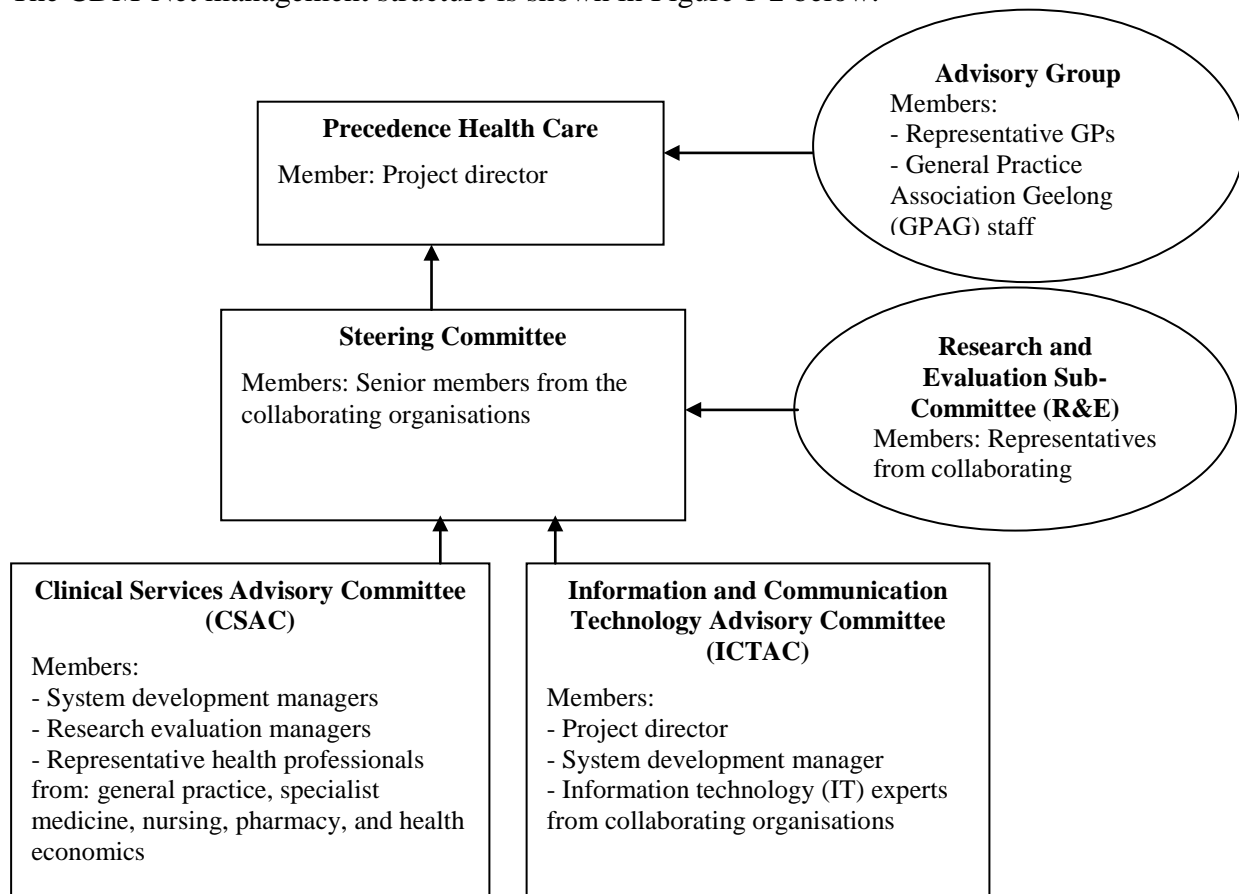 The CDM-Net management structure is shown in Figure 1-2 below.
Advisory Group
Members:
- Representative GPs
- General Practice
Association Geelong
(GPAG) staff
Precedence Health Care
Member: Project director
Steering Committee
Members: Senior members from the
collaborating organisations
Research and
Evaluation Sub-
Committee (R&E)
Members: Representatives
from collaborating
Clinical Services Advisory Committee
(CSAC)
Members:
- System development managers
- Research evaluation managers
- Representative health professionals
from: general practice, specialist
medicine, nursing, pharmacy, and health
economics
Information and Communication
Technology Advisory Committee
(ICTAC)
Members:
- Project director
- System development manager
- Information technology (IT) experts
from collaborating organisations